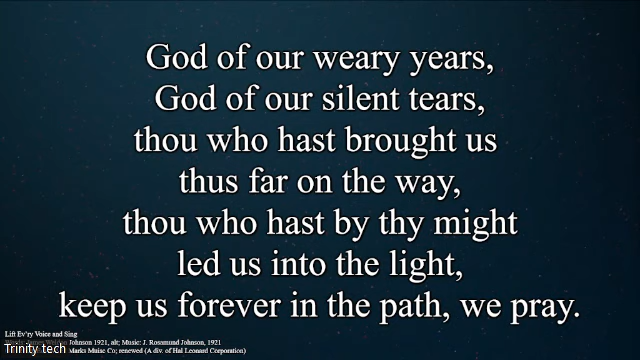 God of our weary years,
God of our silent tears,
thou who hast brought us
thus far on the way,
thou who hast by thy might
led us into the light,
keep us forever in the path, we pray.
Lift Ev'ry Voice and Sing
Johnson 1921, alt; Music: J. Rosamund Johnson, 1921
Trinity tech
Marks Muiac Co; renewed (A div. of Hal Leonard Corporation)